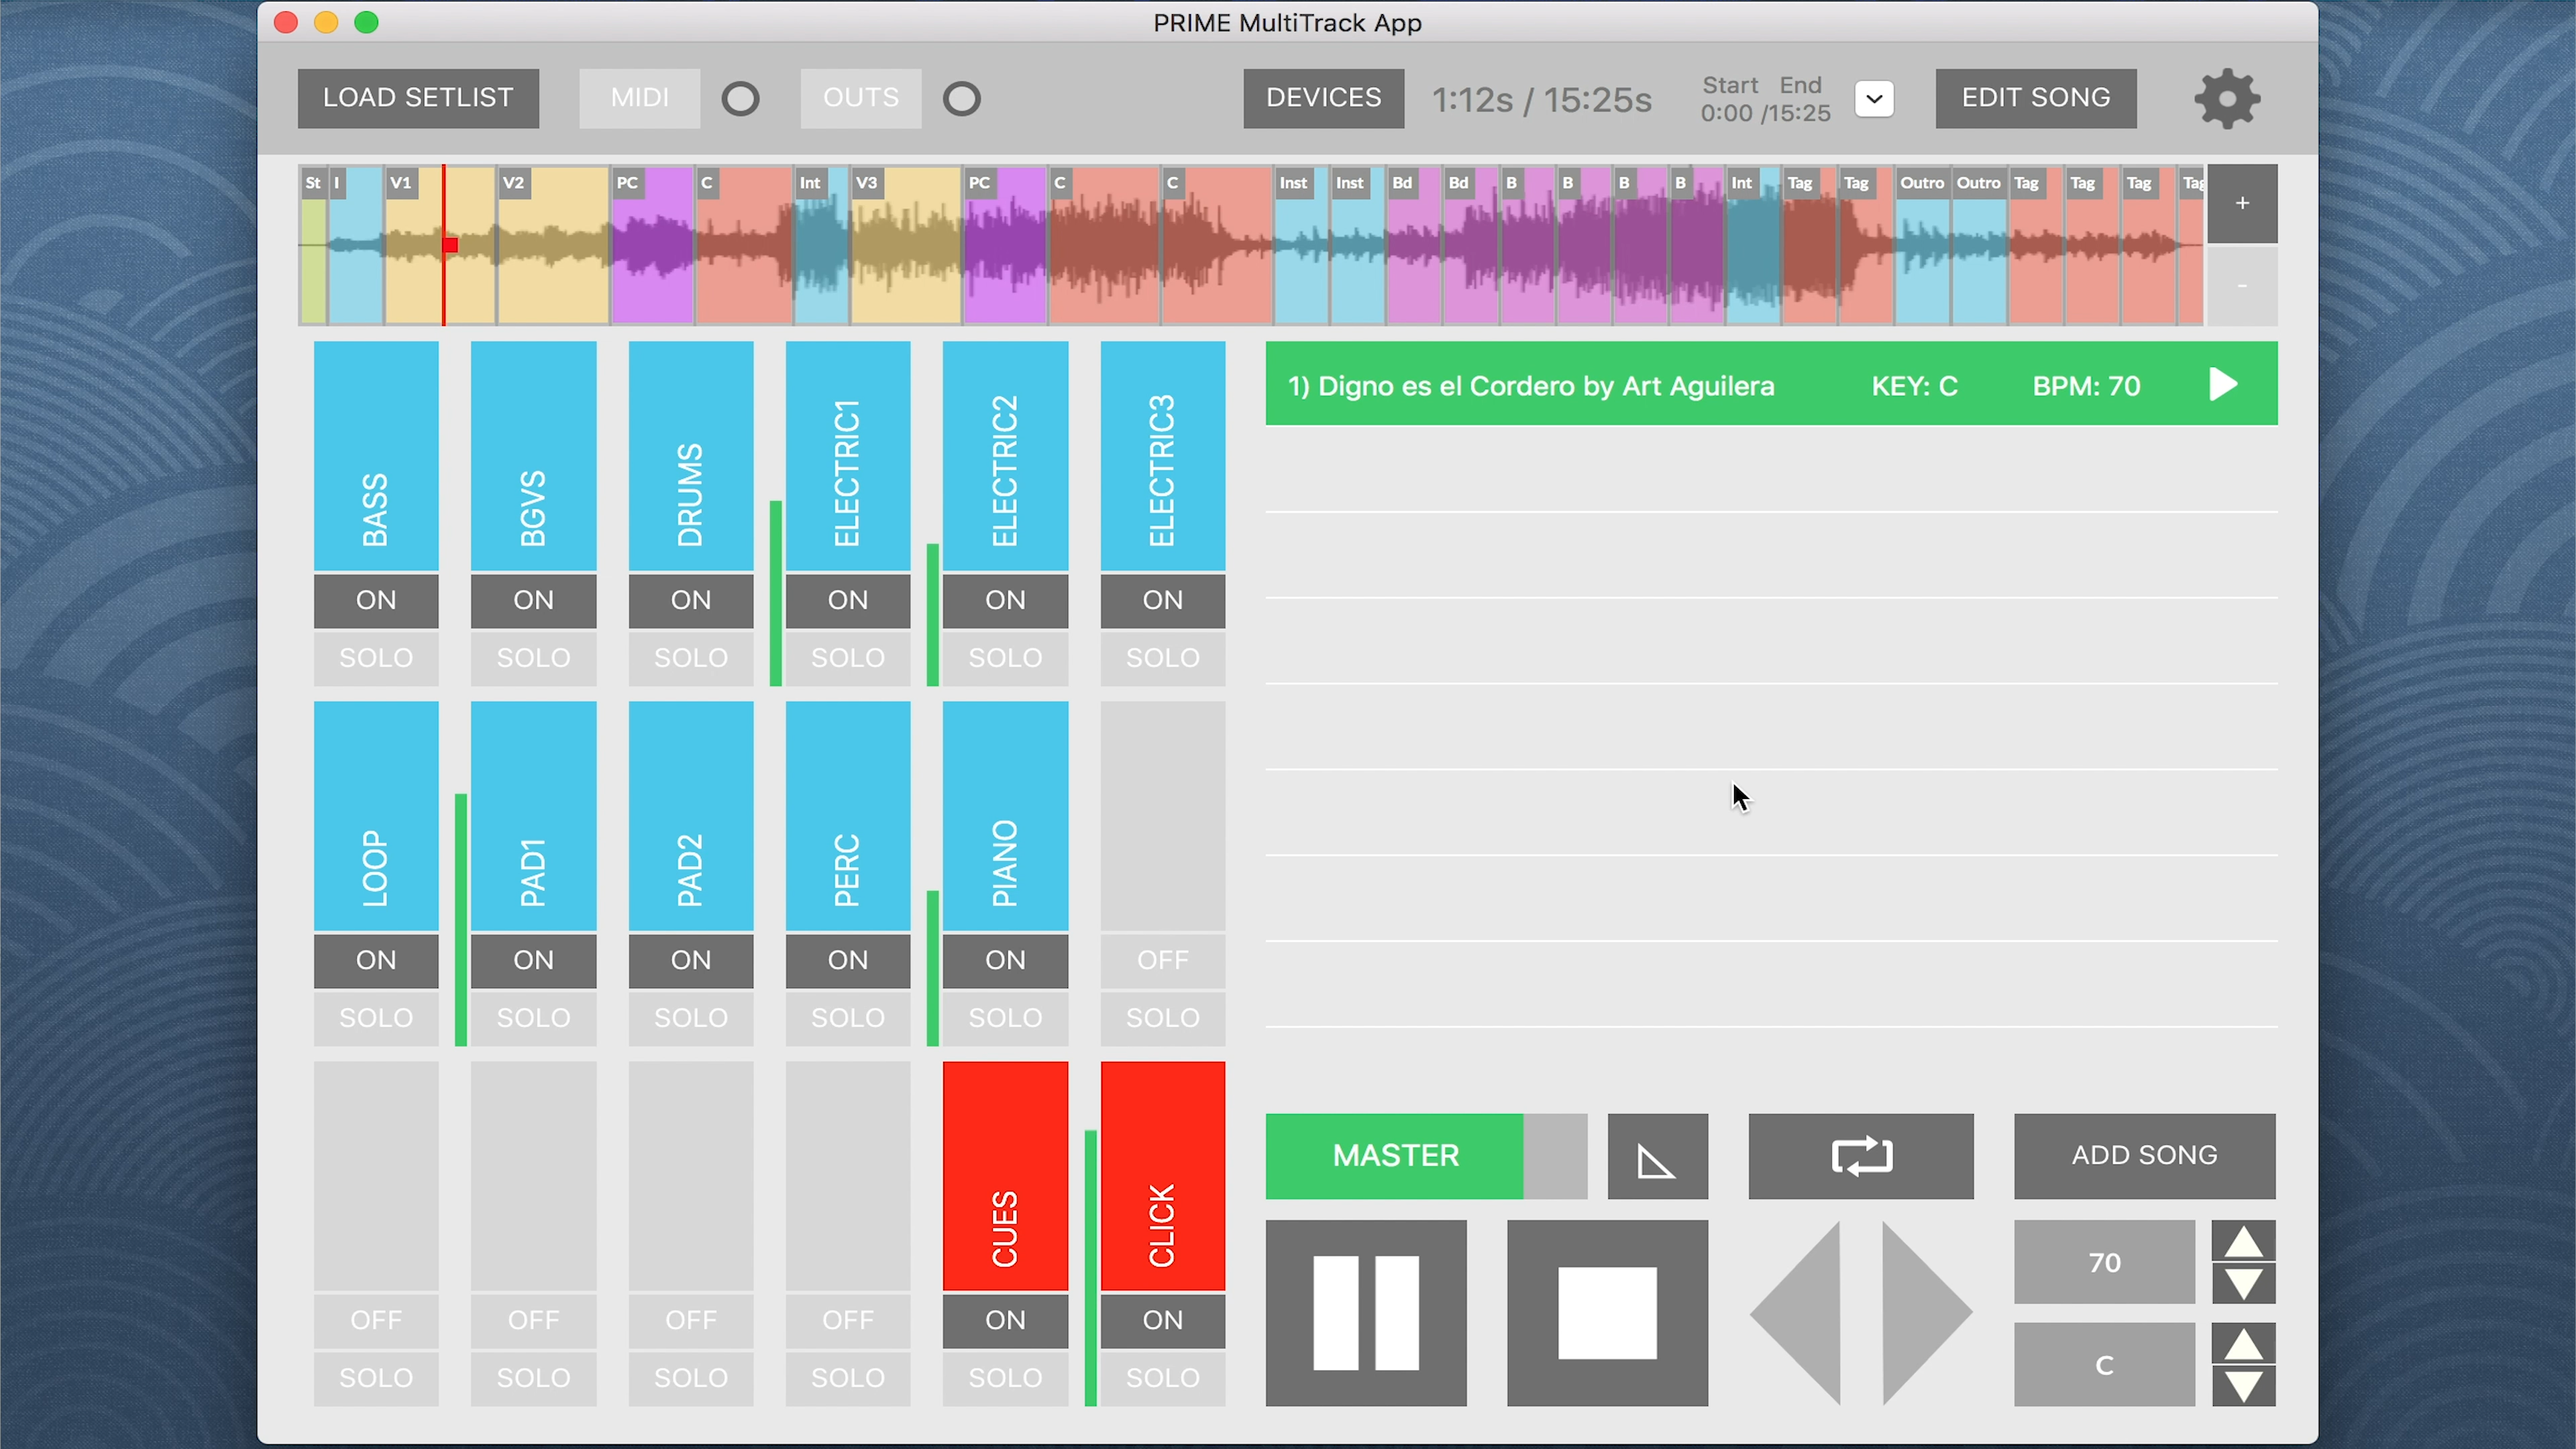 PRIME MultiTrack App
LOAD SETLIST MIDI OUTS DEVICES 1:12s / 15:25s Start End EDIT SONG
0:00 /15:25
St I V1 V2 PC C Int V3 PC C C Inst Inst Bd Bd B B B B Int Tag Tag Outro Outro Tag Tag Tag Tag
+
-
1) Digno es el Cordero by Art Aguilera KEY: C BPM: 70
BASS BGVS DRUMS ELECTRIC1 ELECTRIC2 ELECTRIC3
ON ON ON ON ON ON
SOLO SOLO SOLO SOLO SOLO SOLO
LOOP PAD1 PAD2 PERC PIANO
ON ON ON ON ON OFF
SOLO SOLO SOLO SOLO SOLO SOLO
CUES CLICK
OFF OFF OFF OFF ON ON
SOLO SOLO SOLO SOLO SOLO SOLO
MASTER ADD SONG
70
C